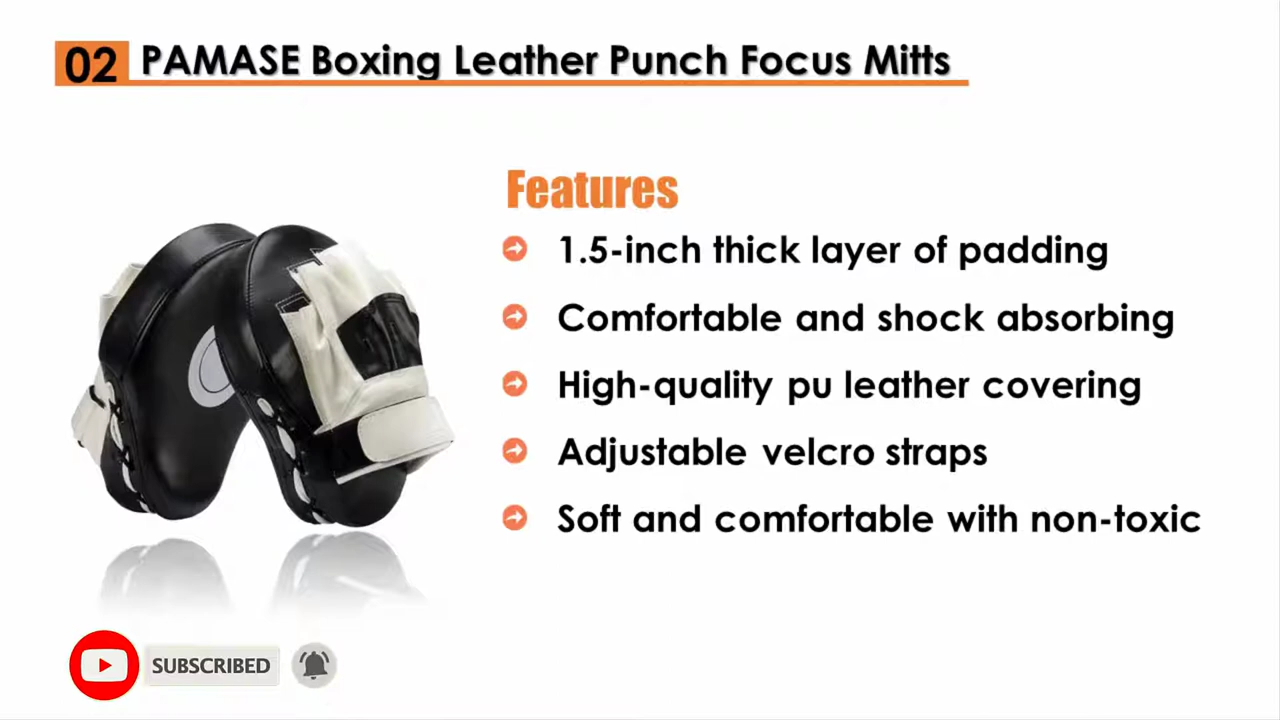 02 PAMASE Boxing Leather Punch Focus Mitts
Features
1.5-inch thick layer of padding
Comfortable and shock absorbing
High-quality pu leather covering
Adjustable velcro straps
Soft and comfortable with non-toxic
SUBSCRIBED